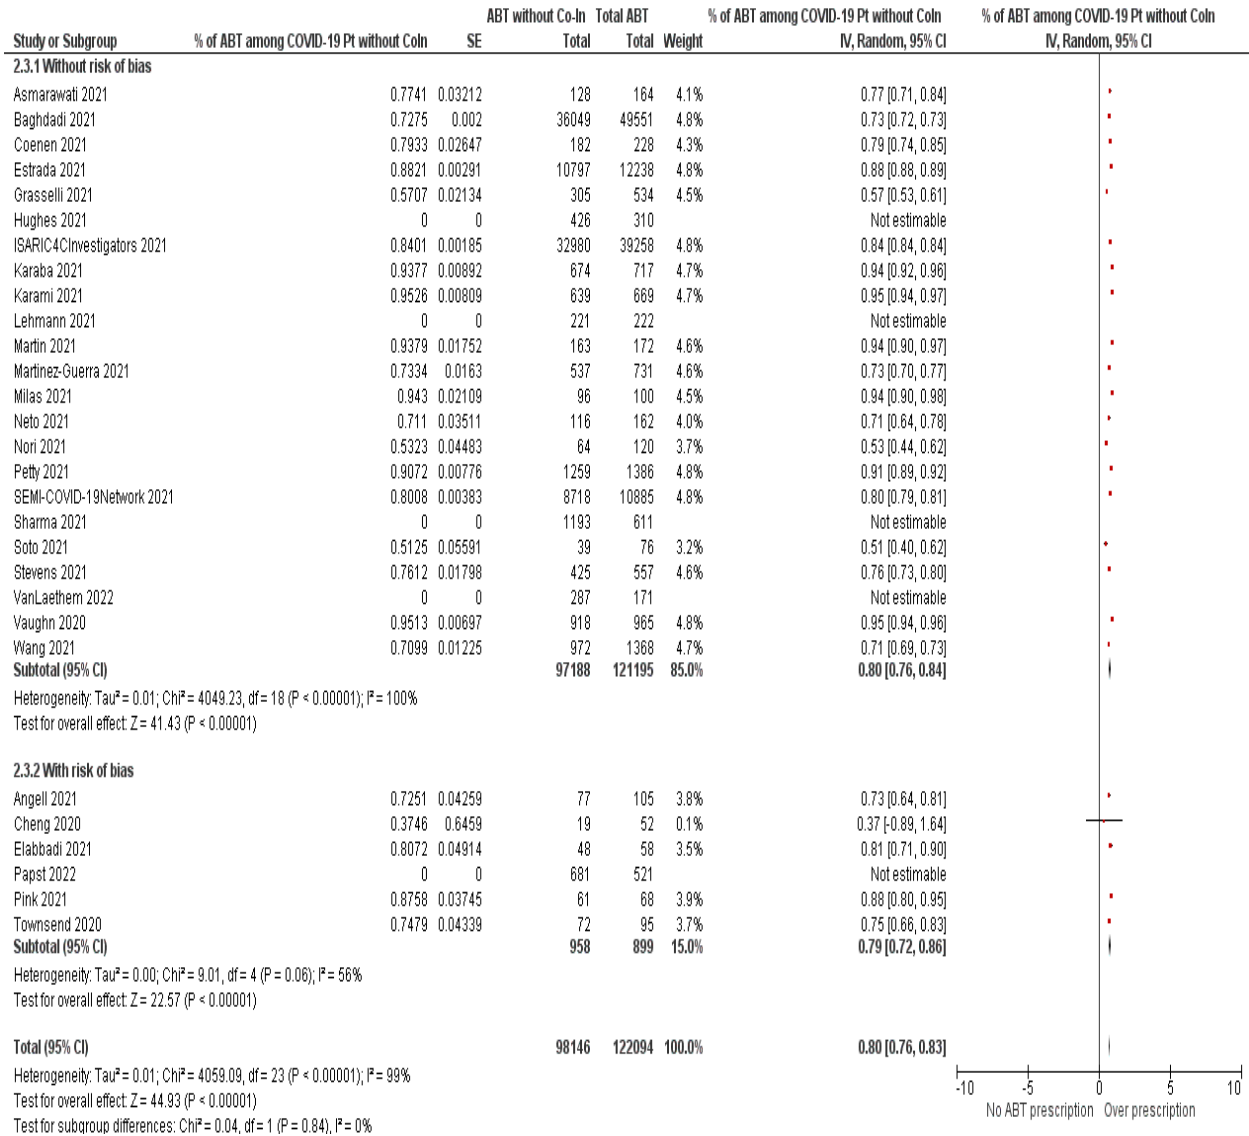 ABT without Co-In Total ABT % of ABT among COVID-19 Pt without CoIn % of ABT among COVID-19 Pt without CoIn
Study or Subgroup % of ABT among COVID-19 Pt without CoIn SE Total Total Weight IV, Random, 95% CI IV, Random, 95% CI
2.3.1 Without risk of bias
Asmarawati 2021 0.7741 0.03212 128 164 4.1% 0.77 [0.71, 0.84]
Baghdadi 2021 0.7275 0.002 36049 49551 4.8% 0.73 [0.72, 0.73]
Coenen 2021 0.7933 0.02647 182 228 4.3% 0.79 [0.74, 0.85]
Estrada 2021 0.8821 0.00291 10797 12238 4.8% 0.88 [0.88, 0.89]
Grasselli 2021 0.5707 0.02134 305 534 4.5% 0.57 [0.53, 0.61]
Hughes 2021 0 0 426 310 Not estimable
ISARIC4CInvestigators 2021 0.8401 0.00185 32980 39258 4.8% 0.84 [0.84, 0.84]
Karaba 2021 0.9377 0.00892 674 717 4.7% 0.94 [0.92, 0.96]
Karami 2021 0.9526 0.00809 639 669 4.7% 0.95 [0.94, 0.97]
Lehmann 2021 0 0 221 222 Not estimable
Martin 2021 0.9379 0.01752 163 172 4.6% 0.94 [0.90, 0.97]
Martinez-Guerra 2021 0.7334 0.0163 537 731 4.6% 0.73 [0.70, 0.77]
Milas 2021 0.943 0.02109 96 100 4.5% 0.94 [0.90, 0.98]
Neto 2021 0.711 0.03511 116 162 4.0% 0.71 [0.64, 0.78]
Nori 2021 0.5323 0.04483 64 120 3.7% 0.53 [0.44, 0.62]
Petty 2021 0.9072 0.00776 1259 1386 4.8% 0.91 [0.89, 0.92]
SEMI-COVID-19Network 2021 0.8008 0.00383 8718 10885 4.8% 0.80 [0.79, 0.81]
Sharma 2021 0 0 1193 611 Not estimable
Soto 2021 0.5125 0.05591 39 76 3.2% 0.51 [0.40, 0.62]
Stevens 2021 0.7612 0.01798 425 557 4.6% 0.76 [0.73, 0.80]
VanLaethem 2022 0 0 287 171 Not estimable
Vaughn 2020 0.9513 0.00697 918 965 4.8% 0.95 [0.94, 0.96]
Wang 2021 0.7099 0.01225 972 1368 4.7% 0.71 [0.69, 0.73]
Subtotal (95% CI) 97188 121195 85.0% 0.80 [0.76, 0.84]
Heterogeneity: Tau² = 0.01; Chi² = 4049.23, df = 18 (P < 0.00001); I² = 100%
Test for overall effect: Z = 41.43 (P < 0.00001)
2.3.2 With risk of bias
Angell 2021 0.7251 0.04259 77 105 3.8% 0.73 [0.64, 0.81]
Cheng 2020 0.3746 0.6459 19 52 0.1% 0.37 [-0.89, 1.64]
Elabbadi 2021 0.8072 0.04914 48 58 3.5% 0.81 [0.71, 0.90]
Papst 2022 0 0 681 521 Not estimable
Pink 2021 0.8758 0.03745 61 68 3.9% 0.88 [0.80, 0.95]
Townsend 2020 0.7479 0.04339 72 95 3.7% 0.75 [0.66, 0.83]
Subtotal (95% CI) 958 899 15.0% 0.79 [0.72, 0.86]
Heterogeneity: Tau² = 0.00; Chi² = 9.01, df = 4 (P = 0.06); I² = 56%
Test for overall effect: Z = 22.57 (P < 0.00001)
Total (95% CI) 98146 122094 100.0% 0.80 [0.76, 0.83]
Heterogeneity: Tau² = 0.01; Chi² = 4059.09, df = 23 (P < 0.00001); I² = 99%
Test for overall effect: Z = 44.93 (P < 0.00001)
Test for subgroup differences: Chi² = 0.04, df = 1 (P = 0.84), I² = 0%
-10 -5 0 5 10
No ABT prescription Over prescription